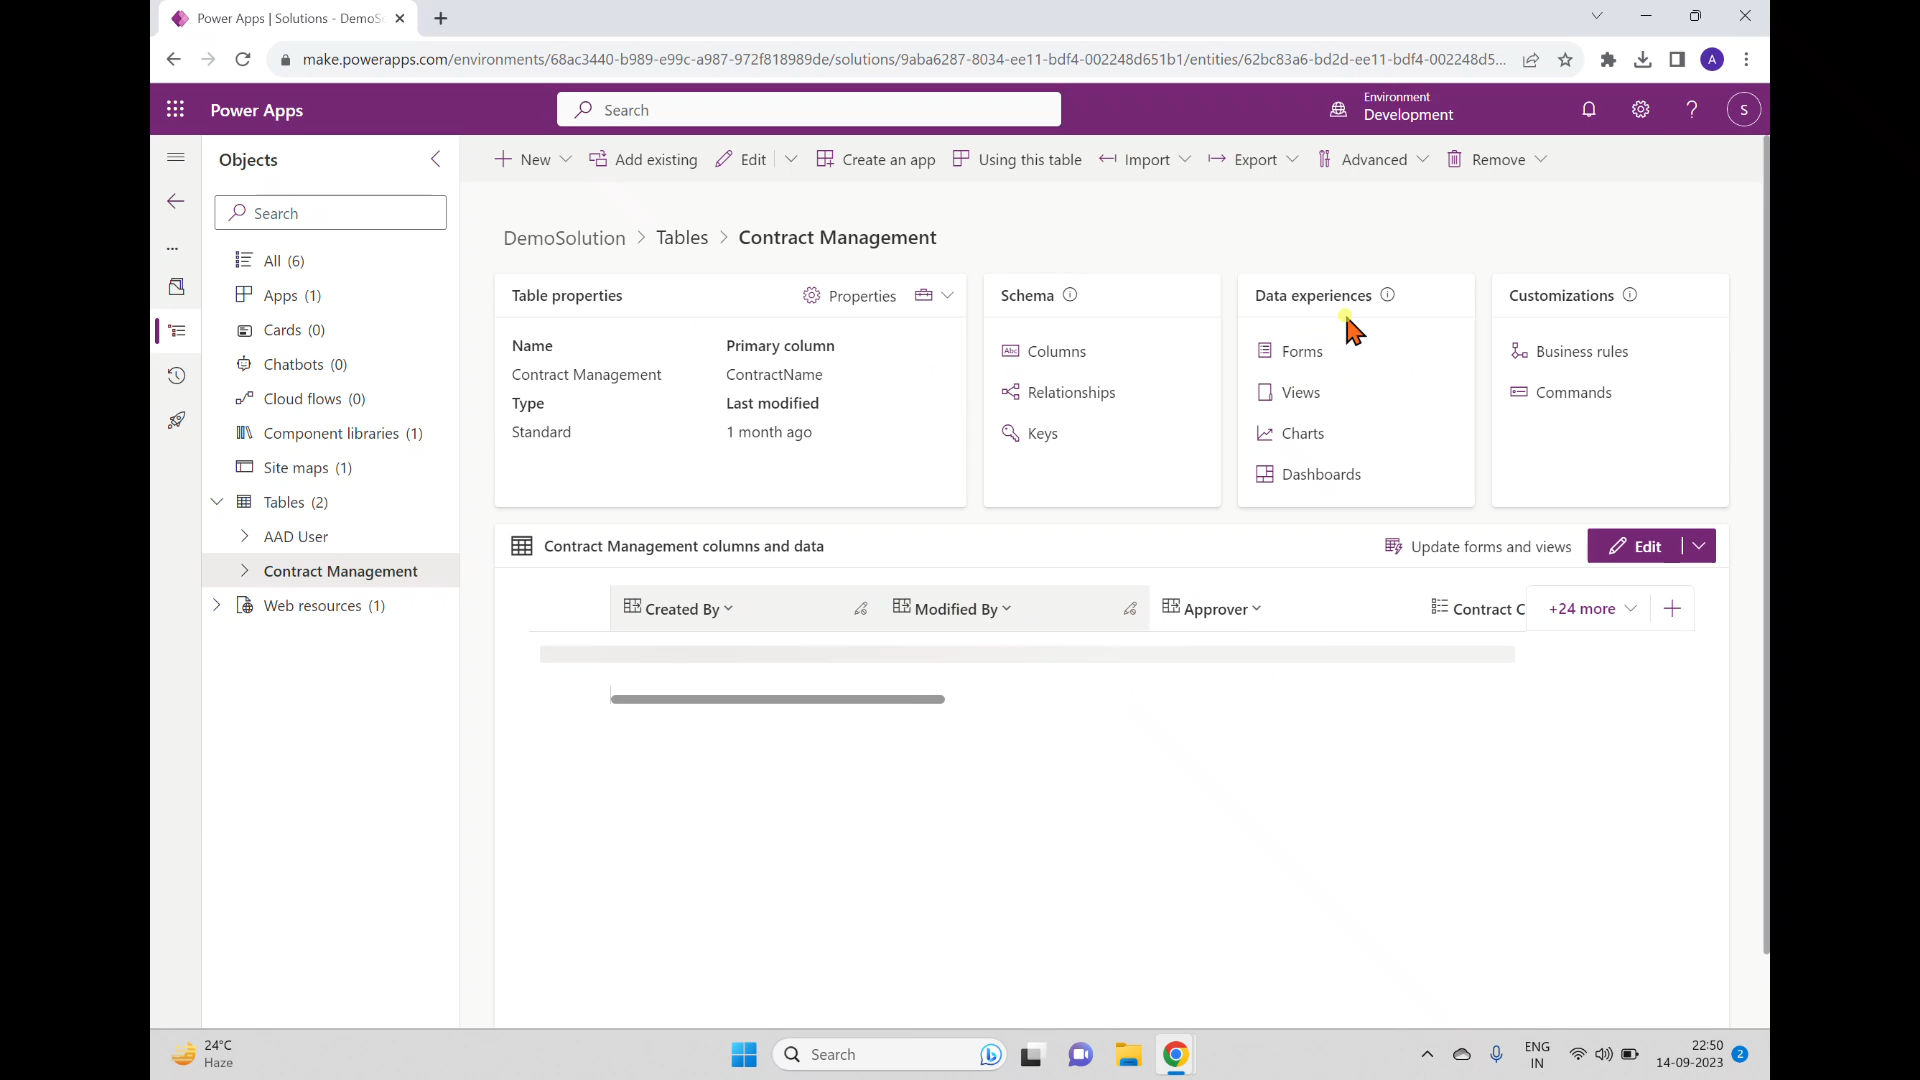 Power Apps | Solutions - DemoSo
make.powerapps.com/environments/68ac3440-b989-e99c-a987-972f818989de/solutions/9aba6287-8034-ee11-bdf4-002248d651b1/entities/62bc83a6-bd2d-ee11-bdf4-002248d5...
A
Power Apps
Search
Environment
Development
S
Objects
New
Add existing
Edit
Create an app
Using this table
Import
Export
Advanced
Remove
Search
DemoSolution > Tables > Contract Management
All (6)
Apps (1)
Cards (0)
Chatbots (0)
Cloud flows (0)
Component libraries (1)
Site maps (1)
Tables (2)
AAD User
Contract Management
Web resources (1)
Table properties
Properties
Name
Contract Management
Type
Standard
Primary column
ContractName
Last modified
1 month ago
Schema
Abc Columns
Relationships
Keys
Data experiences
Forms
Views
Charts
Dashboards
Customizations
Business rules
Commands
Contract Management columns and data
Update forms and views
Edit
Created By
Modified By
Approver
Contract C
+24 more
24°C
Haze
Search
ENG
IN
22:50
14-09-2023
2